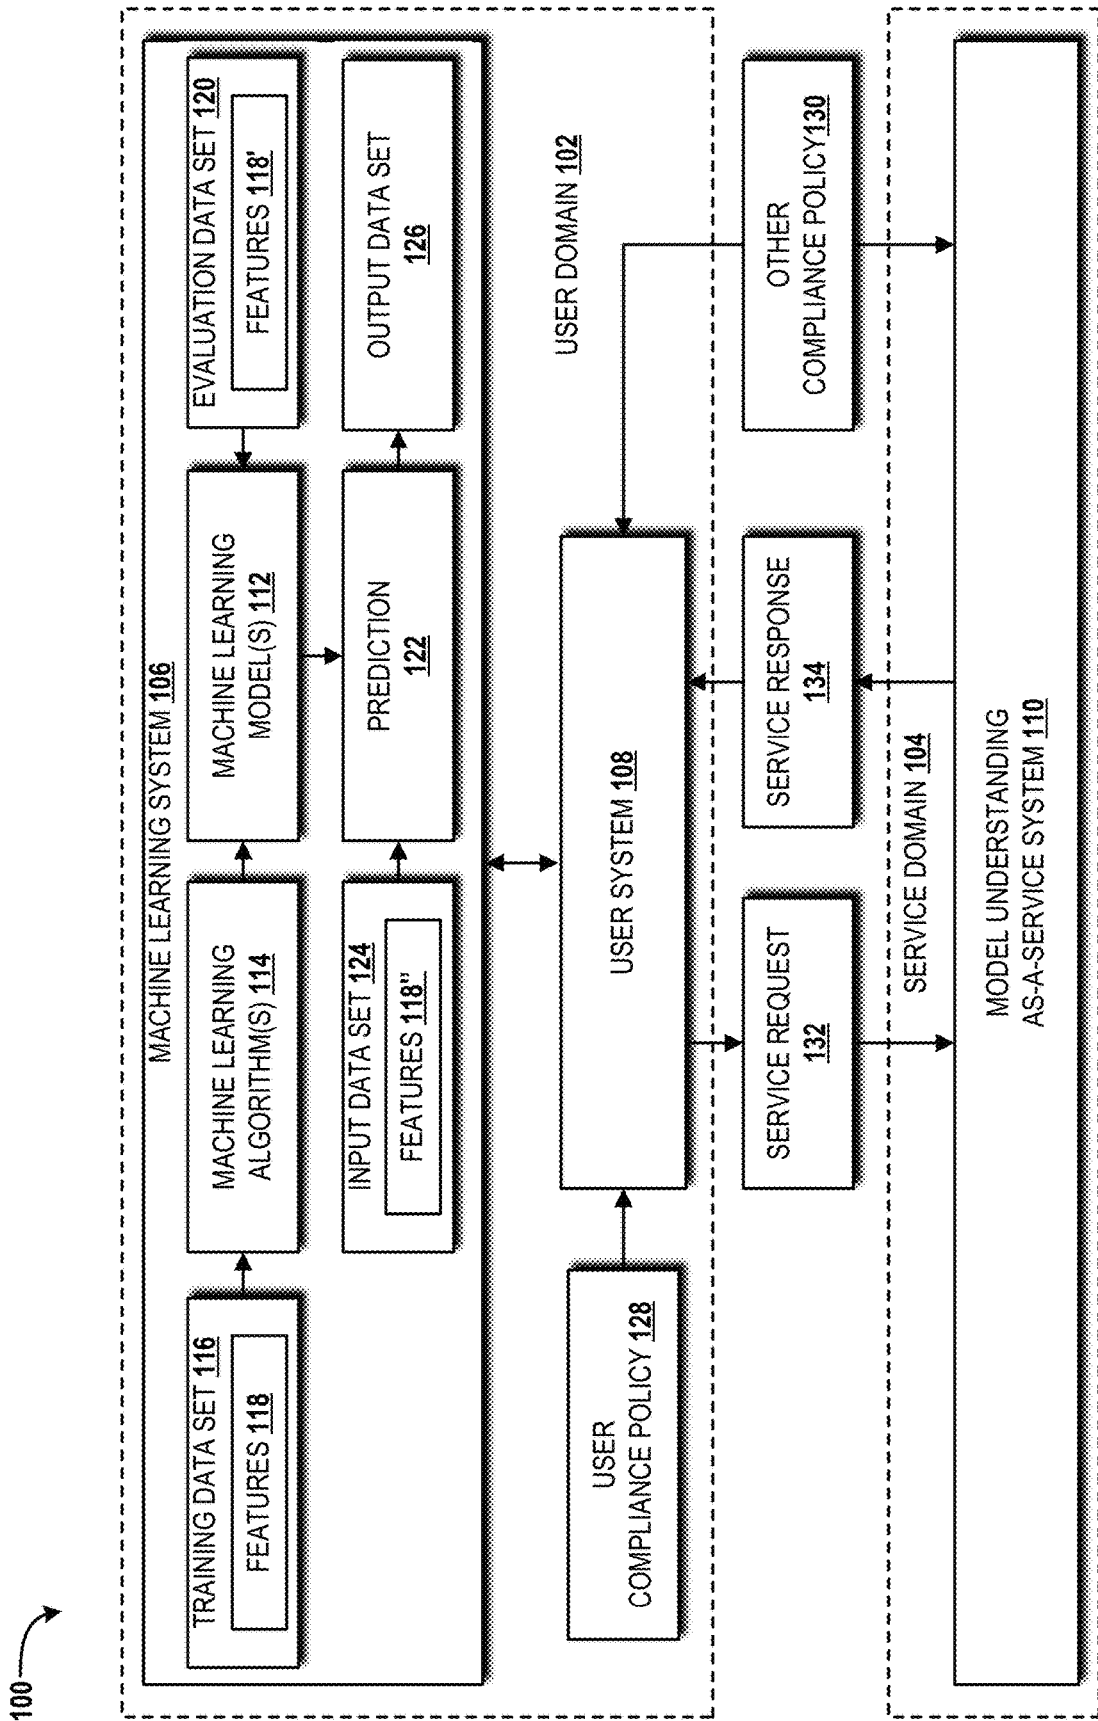 100
MACHINE LEARNING SYSTEM 106
TRAINING DATA SET 116
FEATURES 118
MACHINE LEARNING
ALGORITHM(S) 114
MACHINE LEARNING
MODEL(S) 112
EVALUATION DATA SET 120
FEATURES 118'
INPUT DATA SET 124
FEATURES 118"
PREDICTION
122
OUTPUT DATA SET
126
USER DOMAIN 102
USER
COMPLIANCE POLICY 128
USER SYSTEM 108
SERVICE REQUEST
132
SERVICE RESPONSE
134
OTHER
COMPLIANCE POLICY130
SERVICE DOMAIN 104
MODEL UNDERSTANDING
AS-A-SERVICE SYSTEM 110